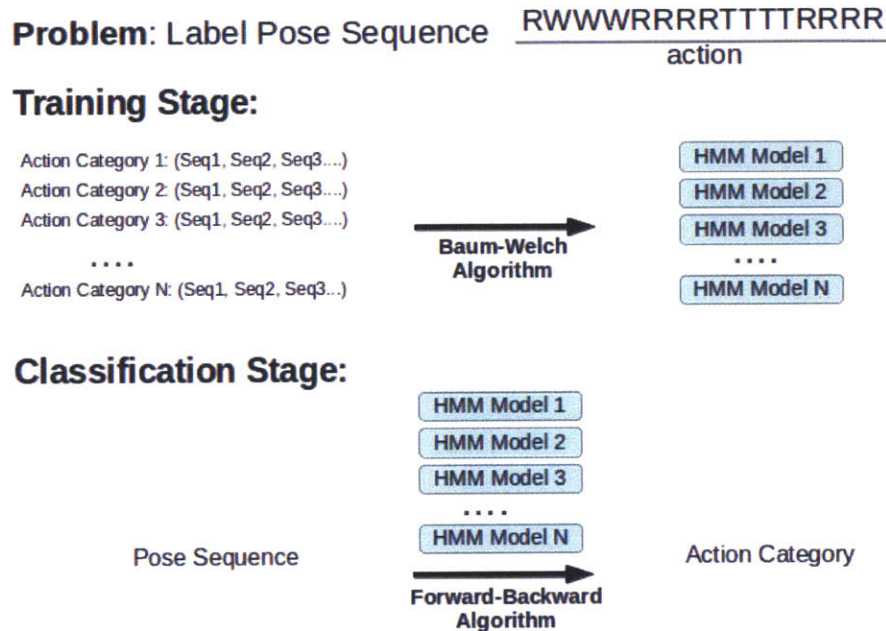 Problem: Label Pose Sequence RWWWRRRRTTTTRRRR
action
Training Stage:
Action Category 1: (Seq1, Seq2, Seq3....)
Action Category 2: (Seq1, Seq2, Seq3....)
Action Category 3: (Seq1, Seq2, Seq3....)
....
Action Category N: (Seq1, Seq2, Seq3...)
Baum-Welch
Algorithm
HMM Model 1
HMM Model 2
HMM Model 3
....
HMM Model N
Classification Stage:
HMM Model 1
HMM Model 2
HMM Model 3
....
HMM Model N
Pose Sequence
Forward-Backward
Algorithm
Action Category